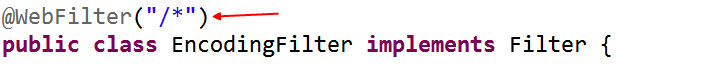 @WebFilter("/*")
public class EncodingFilter implements Filter {